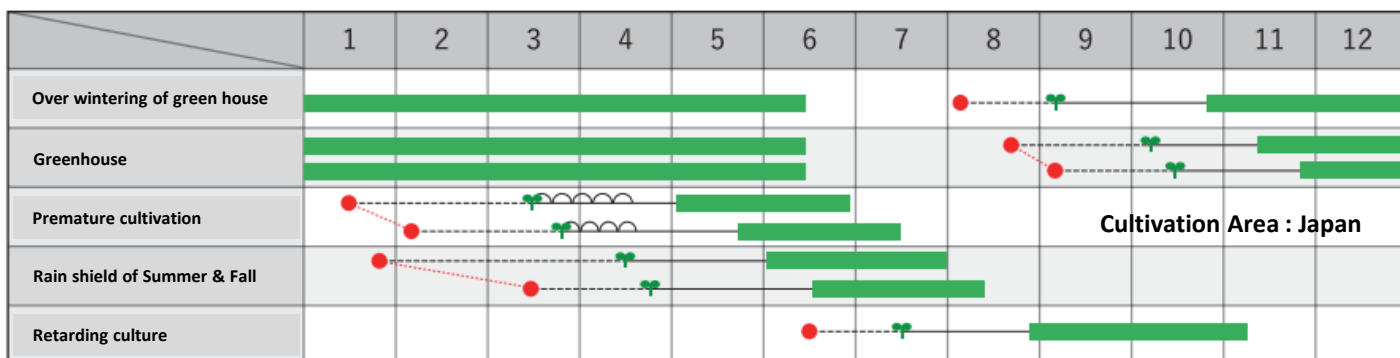 1 2 3 4 5 6 7 8 9 10 11 12
Over wintering of green house
Greenhouse
Premature cultivation
Cultivation Area : Japan
Rain shield of Summer & Fall
Retarding culture